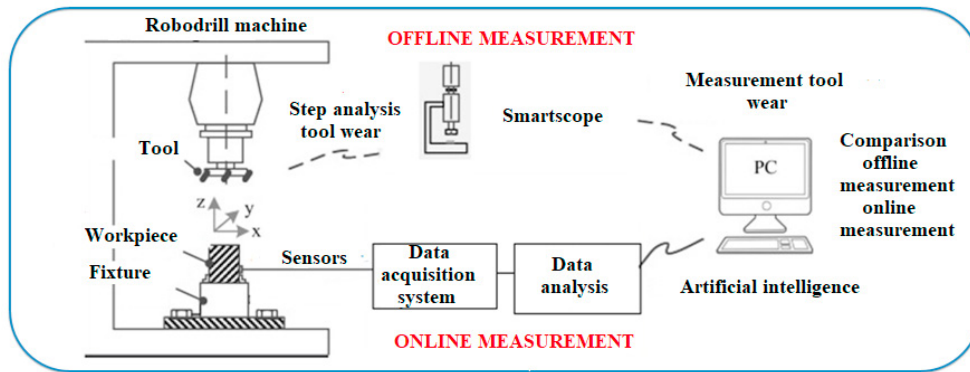 Robodrill machine
OFFLINE MEASUREMENT
Step analysis
tool wear
Smartscope
Measurement tool
wear
Tool
PC
Comparison
offline
measurement
online
measurement
z
y
x
Workpiece
Fixture
Sensors
Data
acquisition
system
Data
analysis
Artificial intelligence
ONLINE MEASUREMENT